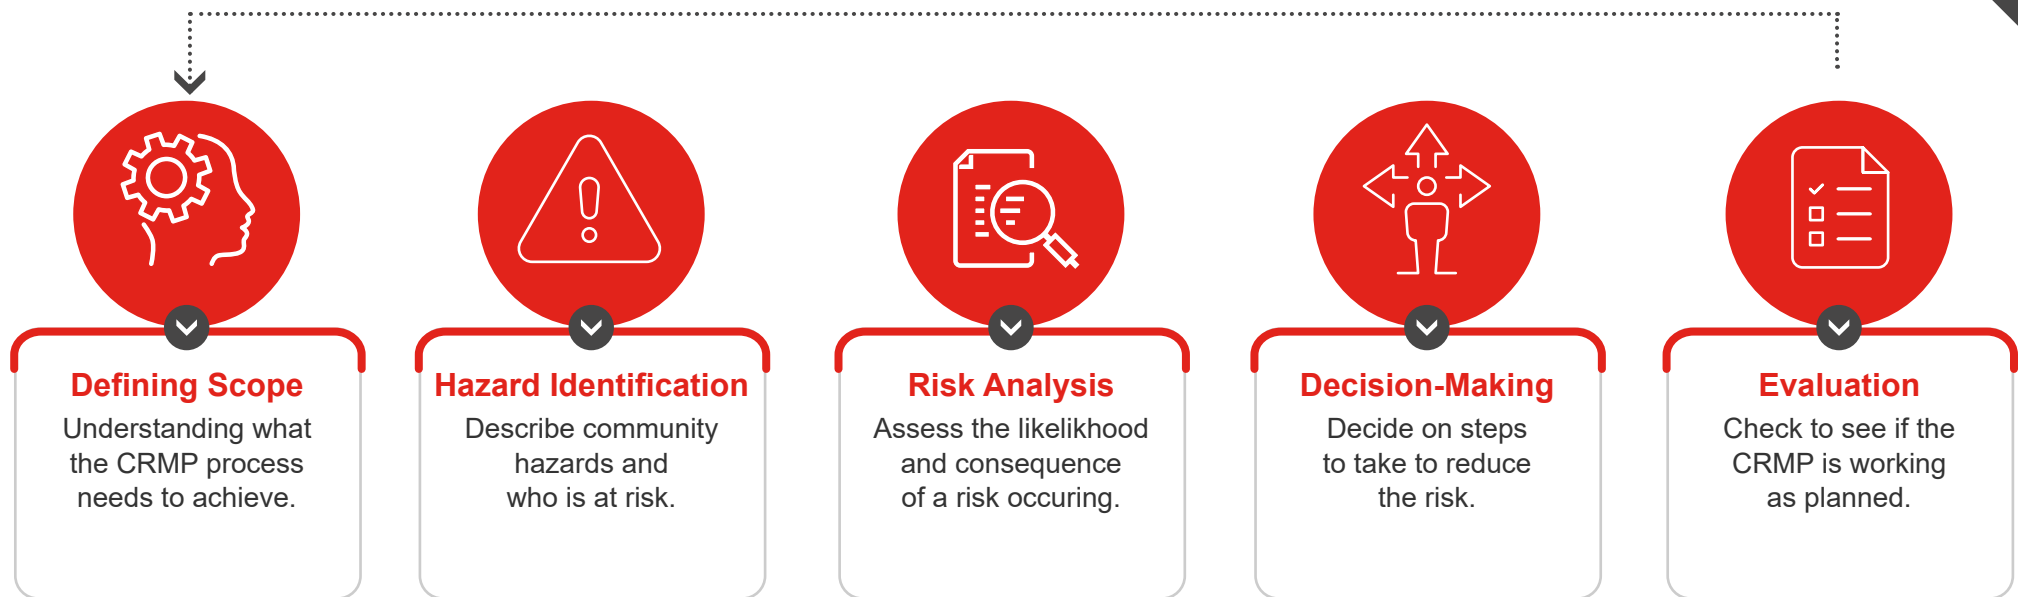 Defining Scope
Understanding what
the CRMP process
needs to achieve.
Hazard Identification
Describe community
hazards and
who is at risk.
Risk Analysis
Assess the likelikhood
and consequence
of a risk occuring.
Decision-Making
Decide on steps
to take to reduce
the risk.
Evaluation
Check to see if the
CRMP is working
as planned.